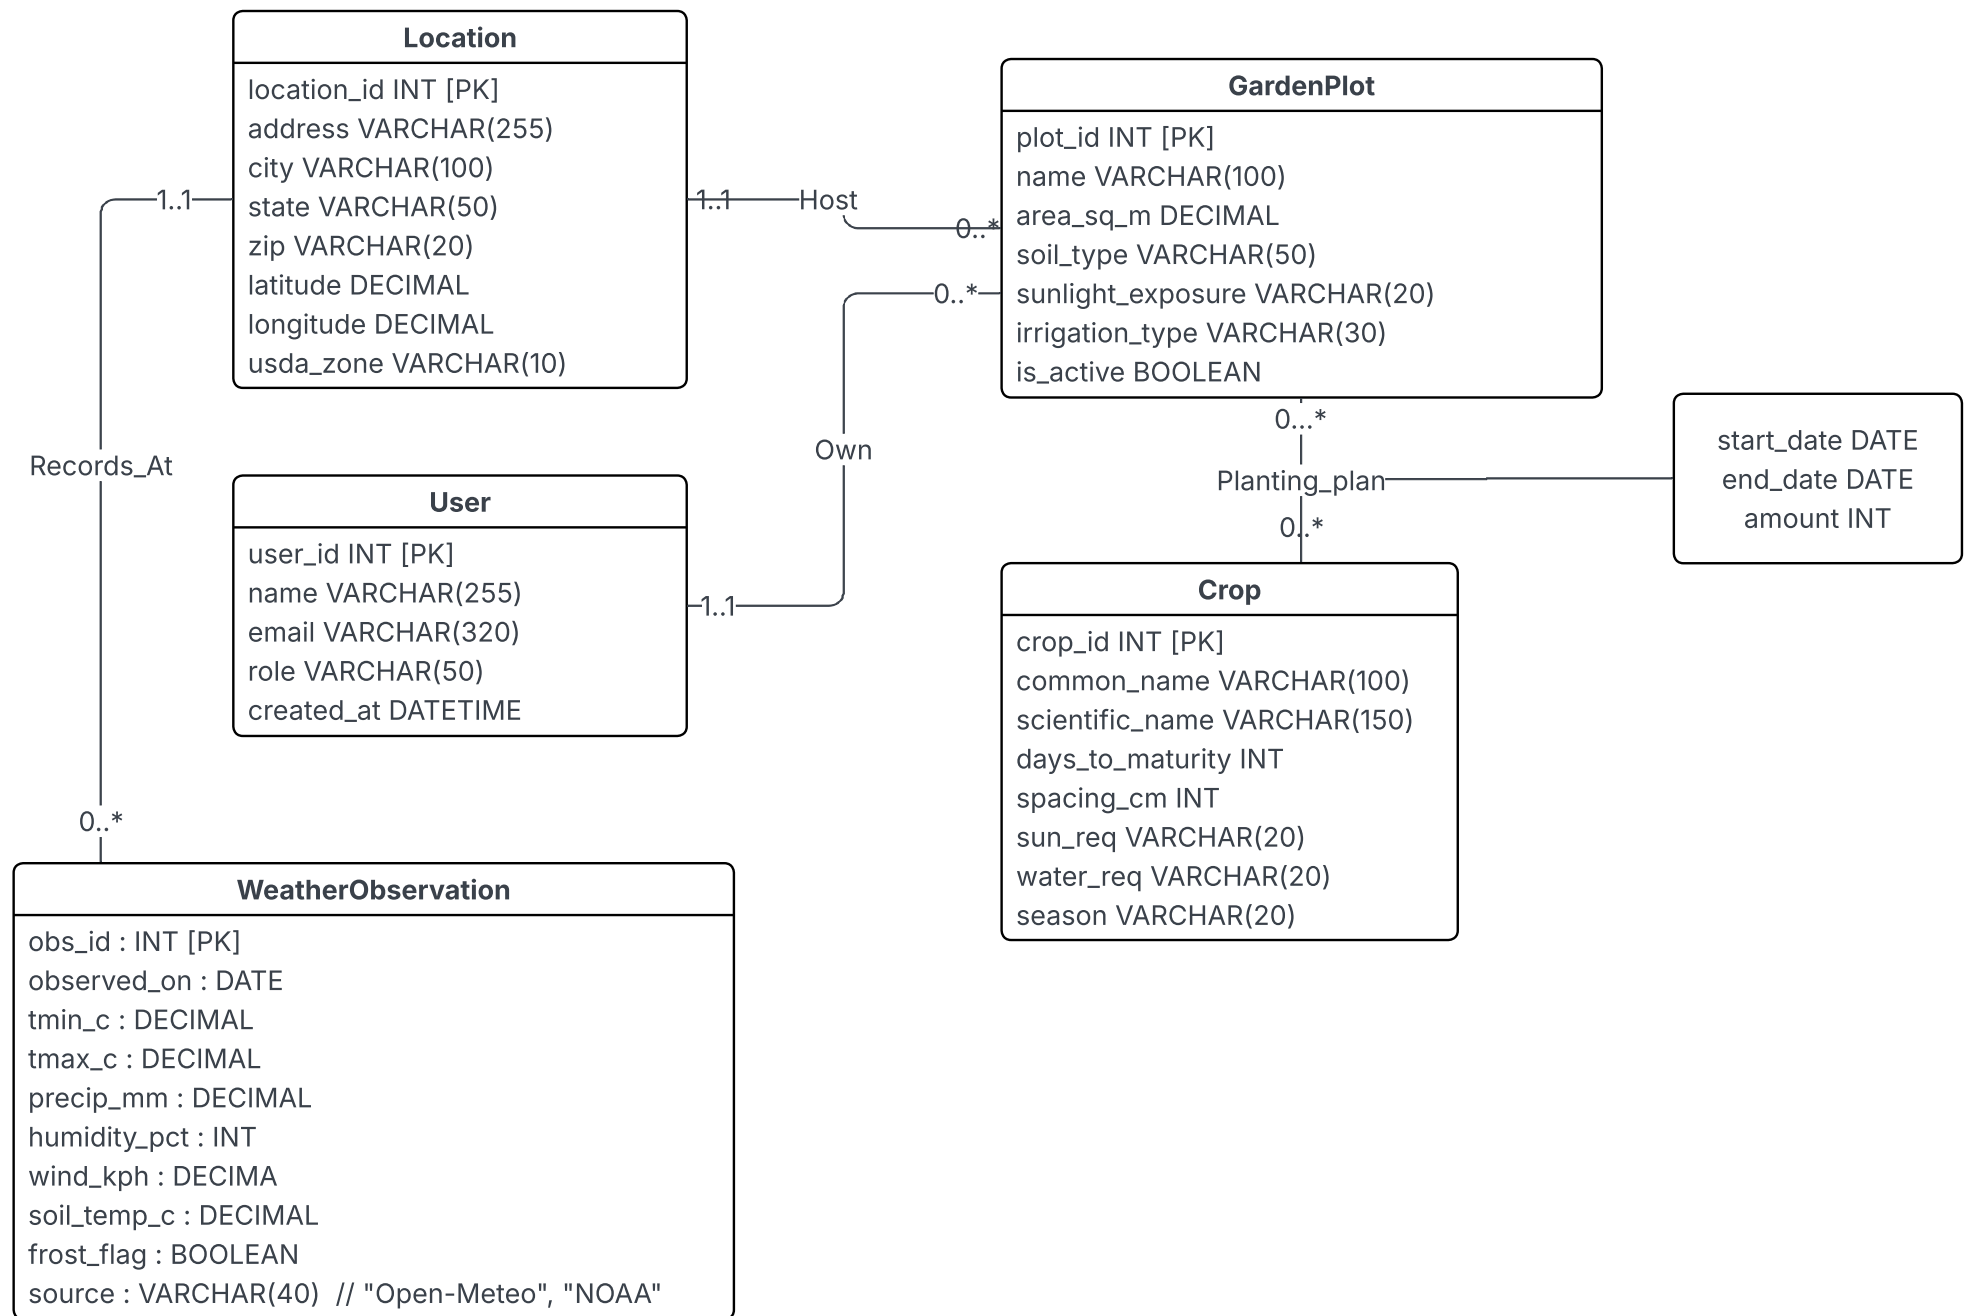 Location
location_id INT [PK]
address VARCHAR(255)
city VARCHAR(100)
state VARCHAR(50)
zip VARCHAR(20)
latitude DECIMAL
longitude DECIMAL
usda_zone VARCHAR(10)
1..1
1..1
Host
0..*
GardenPlot
plot_id INT [PK]
name VARCHAR(100)
area_sq_m DECIMAL
soil_type VARCHAR(50)
sunlight_exposure VARCHAR(20)
irrigation_type VARCHAR(30)
is_active BOOLEAN
0..*
Own
1..1
Records_At
0..*
User
user_id INT [PK]
name VARCHAR(255)
email VARCHAR(320)
role VARCHAR(50)
created_at DATETIME
0...*
Planting_plan
0..*
start_date DATE
end_date DATE
amount INT
Crop
crop_id INT [PK]
common_name VARCHAR(100)
scientific_name VARCHAR(150)
days_to_maturity INT
spacing_cm INT
sun_req VARCHAR(20)
water_req VARCHAR(20)
season VARCHAR(20)
WeatherObservation
obs_id : INT [PK]
observed_on : DATE
tmin_c : DECIMAL
tmax_c : DECIMAL
precip_mm : DECIMAL
humidity_pct : INT
wind_kph : DECIMA
soil_temp_c : DECIMAL
frost_flag : BOOLEAN
source : VARCHAR(40)  // "Open-Meteo", "NOAA"